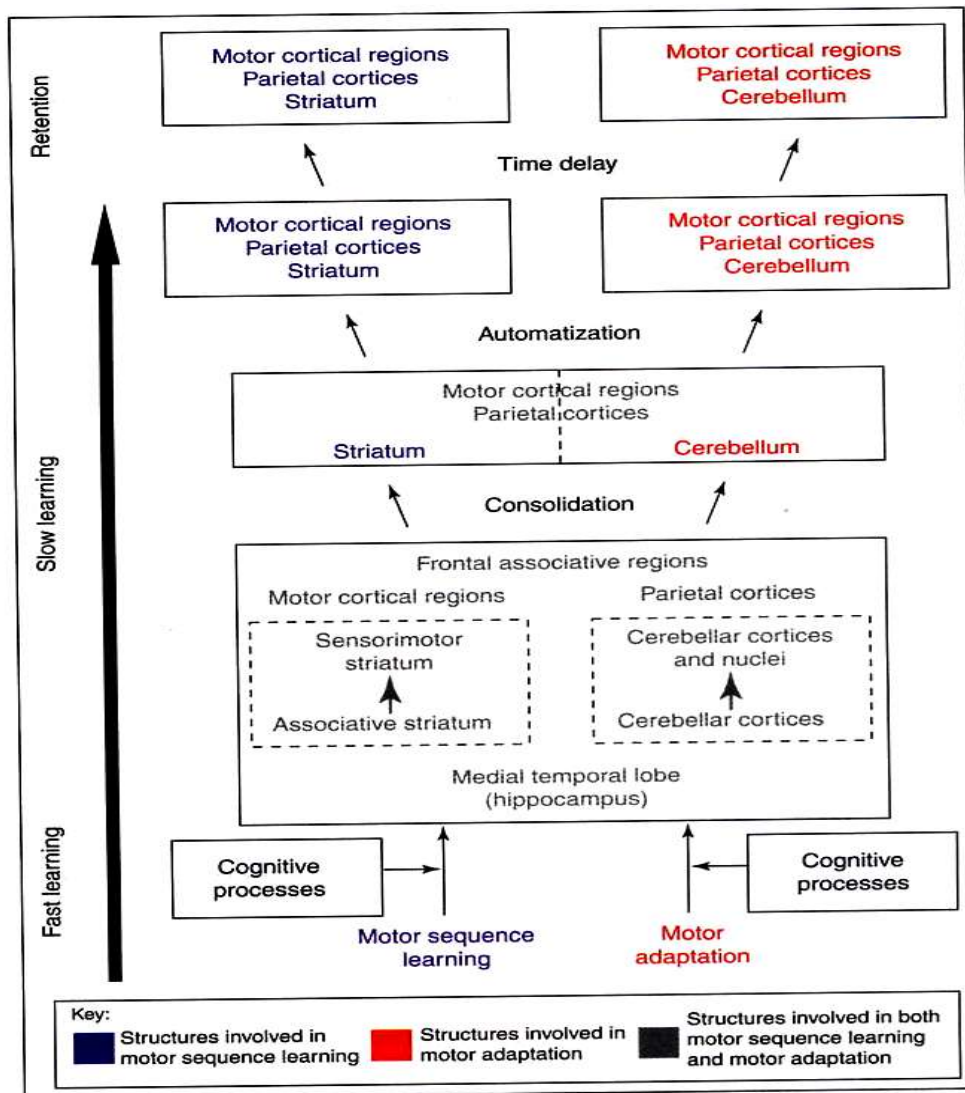 Retention
Motor cortical regions
Parietal cortices
Striatum
Motor cortical regions
Parietal cortices
Cerebellum
Time delay
Motor cortical regions
Parietal cortices
Striatum
Motor cortical regions
Parietal cortices
Cerebellum
Automatization
Slow learning
Motor cortical regions
Parietal cortices
Striatum
Cerebellum
Consolidation
Frontal associative regions
Motor cortical regions
Parietal cortices
Sensorimotor
striatum
Associative striatum
Cerebellar cortices
and nuclei
Cerebellar cortices
Medial temporal lobe
(hippocampus)
Fast learning
Cognitive
processes
Cognitive
processes
Motor sequence
learning
Motor
adaptation
Key:
Structures involved in
motor sequence learning
Structures involved in
motor adaptation
Structures involved in both
motor sequence learning
and motor adaptation